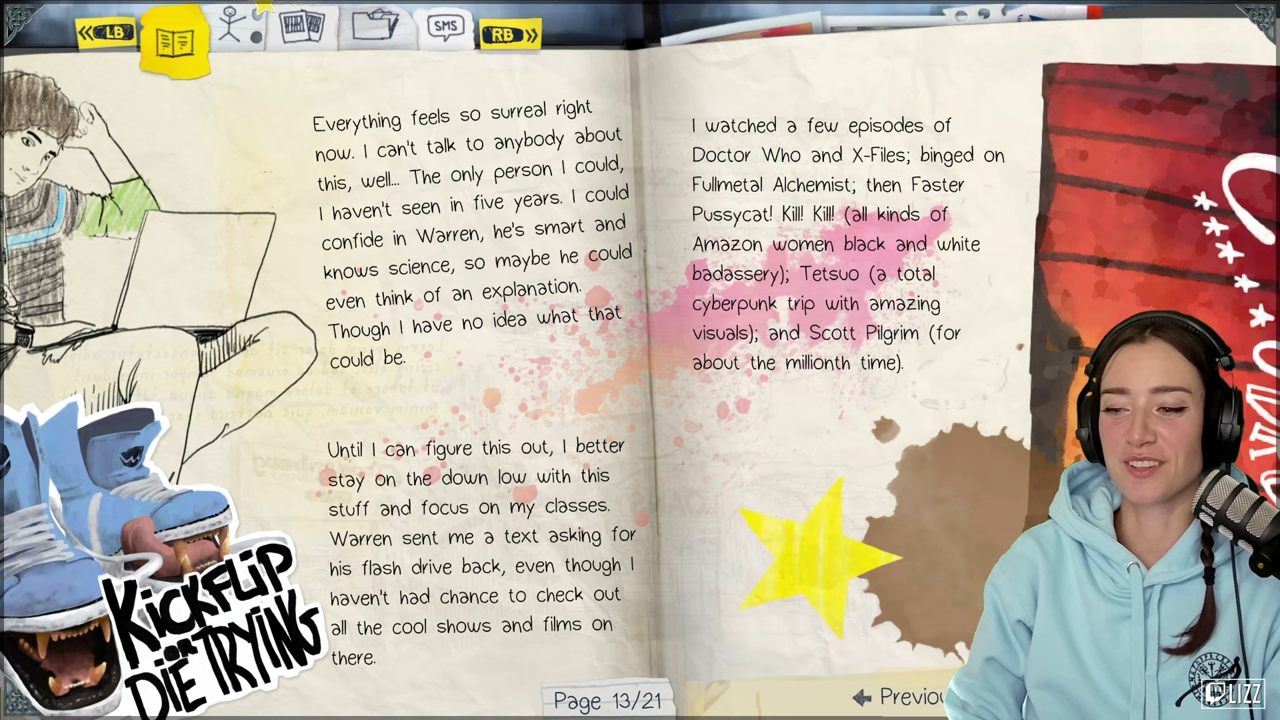 LB
SMS
RB
Everything feels so surreal right
now. I can't talk to anybody about
this, well... The only person I could,
I haven't seen in five years. I could
confide in Warren, he's smart and
knows science, so maybe he could
even think of an explanation.
Though I have no idea what that
could be.
Until I can figure this out, I better
stay on the down low with this
stuff and focus on my classes.
Warren sent me a text asking for
his flash drive back, even though I
haven't had chance to check out
all the cool shows and films on
there.
KickFLiP
OR
DiE TRYiNG
Page 13/21
I watched a few episodes of
Doctor Who and X-Files; binged on
Fullmetal Alchemist; then Faster
Pussycat! Kill! Kill! (all kinds of
Amazon women black and white
badassery); Tetsuo (a total
cyberpunk trip with amazing
visuals); and Scott Pilgrim (for
about the millionth time).
LIZZ